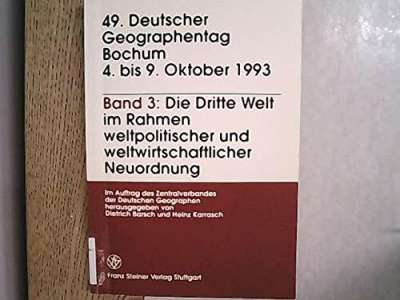 49. Deutscher
Geographentag
Bochum
4. bis 9. Oktober 1993
Band 3: Die Dritte Welt
im Rahmen
weltpolitischer und
weltwirtschaftlicher
Neuordnung
Im Auftrag des Zentralverbandes
der Deutschen Geographen
herausgegeben von
Dietrich Barsch und Heinz Karrasch
Franz Steiner Verlag Stuttgart